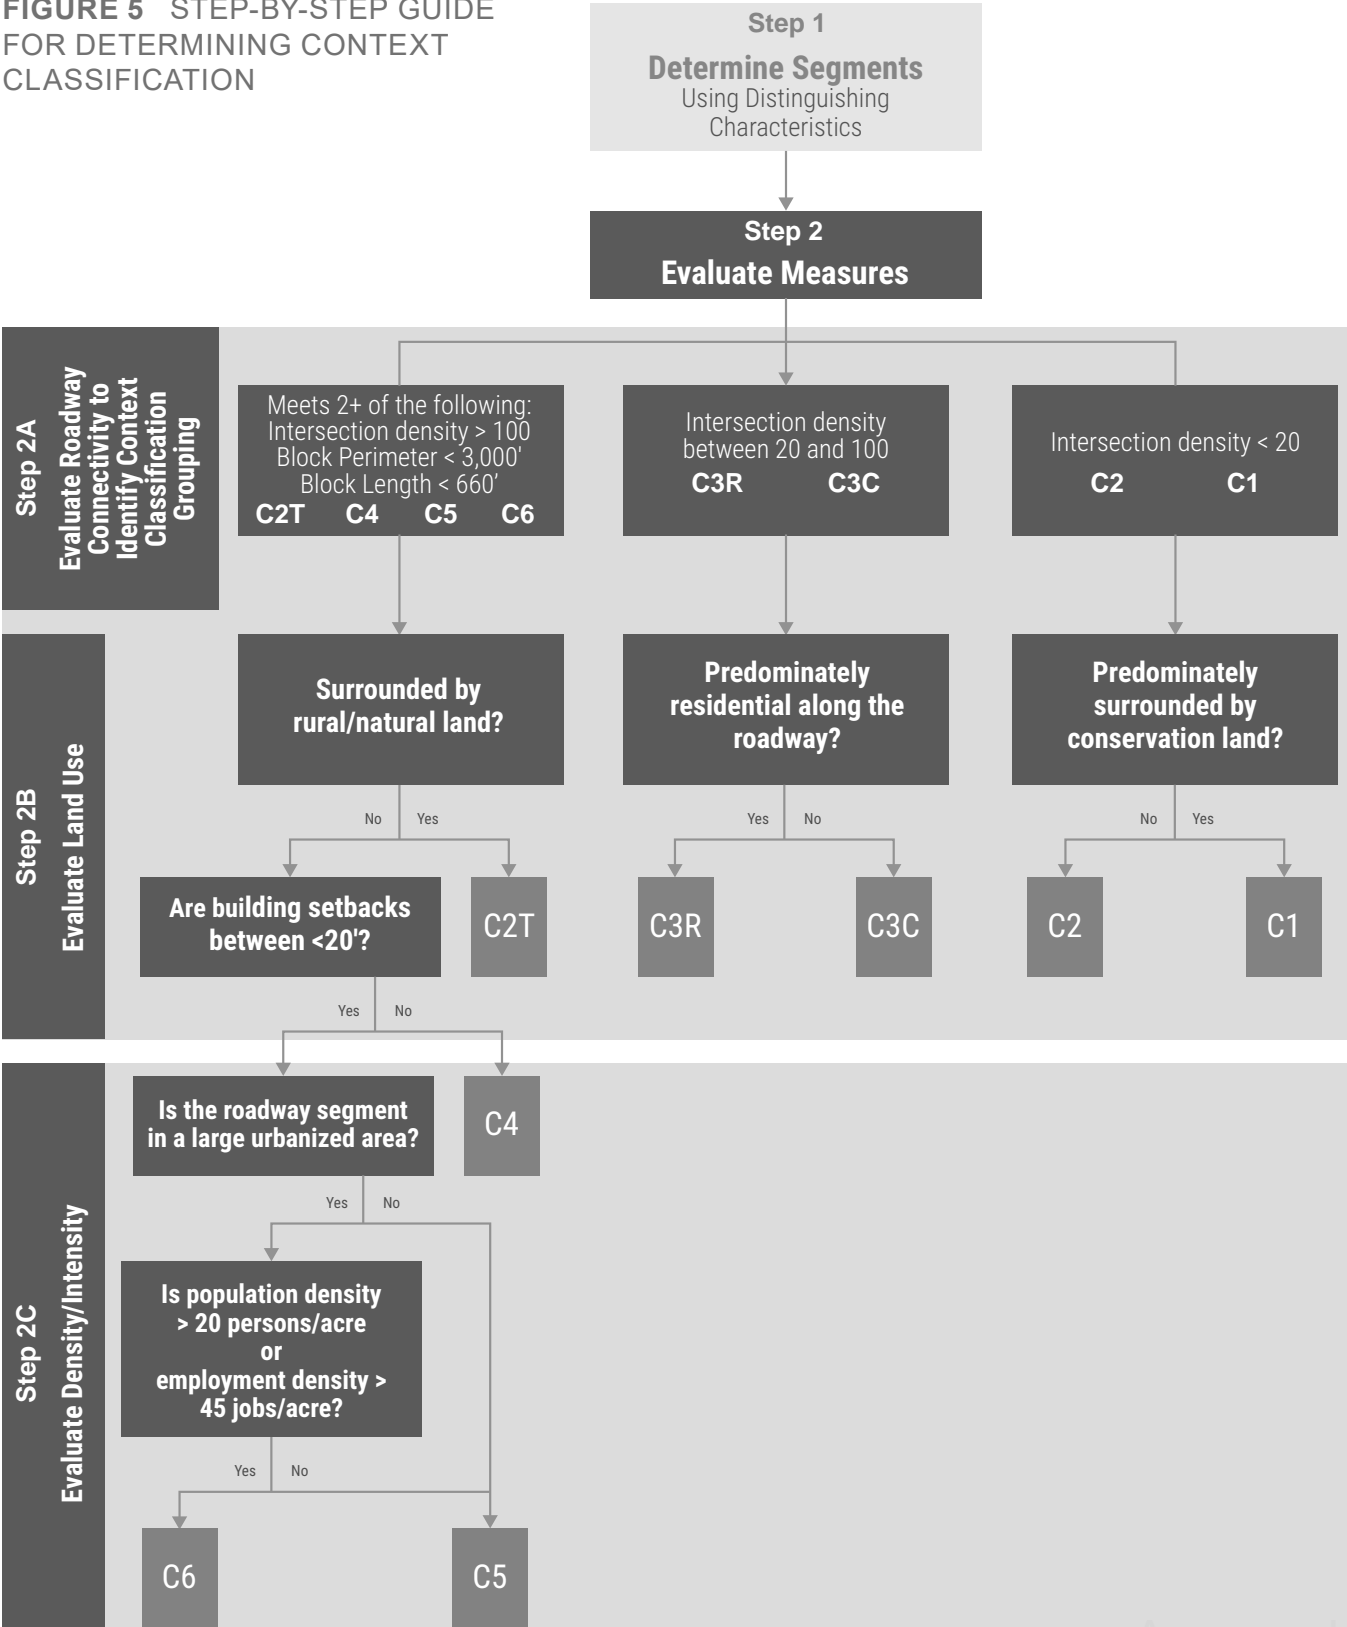 FIGURE 5 STEP-BY-STEP GUIDE
FOR DETERMINING CONTEXT
CLASSIFICATION
Step 1
Determine Segments
Using Distinguishing
Characteristics
Step 2
Evaluate Measures
Step 2A
Evaluate Roadway
Connectivity to
Identify Context
Classification
Grouping
Meets 2+ of the following:
Intersection density > 100
Block Perimeter < 3,000'
Block Length < 660’
C2T C4 C5 C6
Intersection density
between 20 and 100
C3R C3C
Intersection density < 20
C2 C1
Step 2B
Evaluate Land Use
Surrounded by
rural/natural land?
Predominately
residential along the
roadway?
Predominately
surrounded by
conservation land?
No Yes
Yes No
No Yes
Are building setbacks
between <20'?
C2T
C3R
C3C
C2
C1
Yes No
Step 2C
Evaluate Density/Intensity
Is the roadway segment
in a large urbanized area?
C4
Yes No
Is population density
> 20 persons/acre
or
employment density >
45 jobs/acre?
Yes No
C6
C5